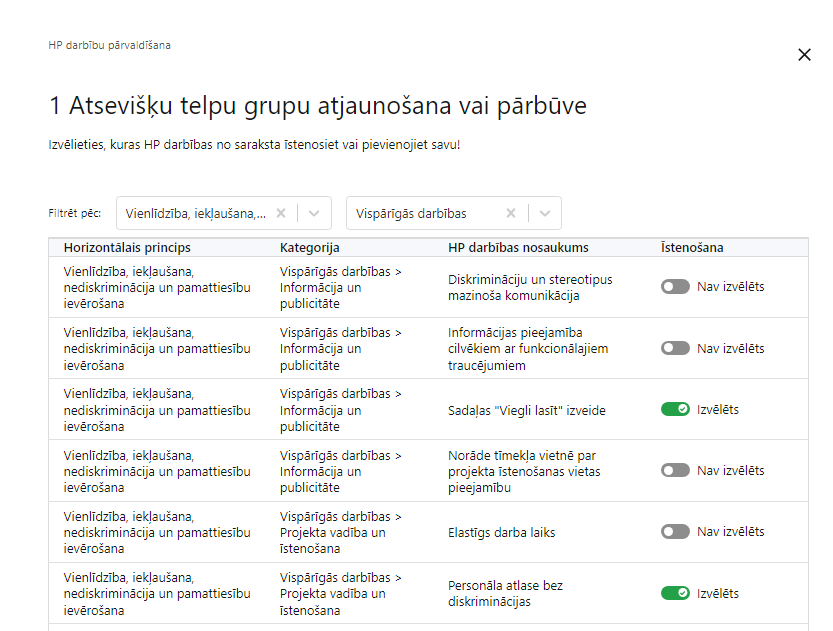 HP darbību pārvaldīšana
1 Atsevišķu telpu grupu atjaunošana vai pārbūve
Izvēlieties, kuras HP darbības no saraksta īstenosiet vai pievienojiet savu!
Filtrēt pēc:
Vienlīdzība, iekļaušana,...
Vispārīgās darbības
Horizontālais princips
Kategorija
HP darbības nosaukums
Īstenošana
Vienlīdzība, iekļaušana,
nediskriminācija un pamattiesību
ievērošana
Vispārīgās darbības >
Informācija un
publicitāte
Diskrimināciju un stereotipus
mazinoša komunikācija
Nav izvēlēts
Vienlīdzība, iekļaušana,
nediskriminācija un pamattiesību
ievērošana
Vispārīgās darbības >
Informācija un
publicitāte
Informācijas pieejamība
cilvēkiem ar funkcionālajiem
traucējumiem
Nav izvēlēts
Vienlīdzība, iekļaušana,
nediskriminācija un pamattiesību
ievērošana
Vispārīgās darbības >
Informācija un
publicitāte
Sadaļas "Viegli lasīt" izveide
Izvēlēts
Vienlīdzība, iekļaušana,
nediskriminācija un pamattiesību
ievērošana
Vispārīgās darbības >
Informācija un
publicitāte
Norāde tīmekļa vietnē par
projekta īstenošanas vietas
pieejamību
Nav izvēlēts
Vienlīdzība, iekļaušana,
nediskriminācija un pamattiesību
ievērošana
Vispārīgās darbības >
Projekta vadība un
īstenošana
Elastīgs darba laiks
Nav izvēlēts
Vienlīdzība, iekļaušana,
nediskriminācija un pamattiesību
ievērošana
Vispārīgās darbības >
Projekta vadība un
īstenošana
Personāla atlase bez
diskriminācijas
Izvēlēts